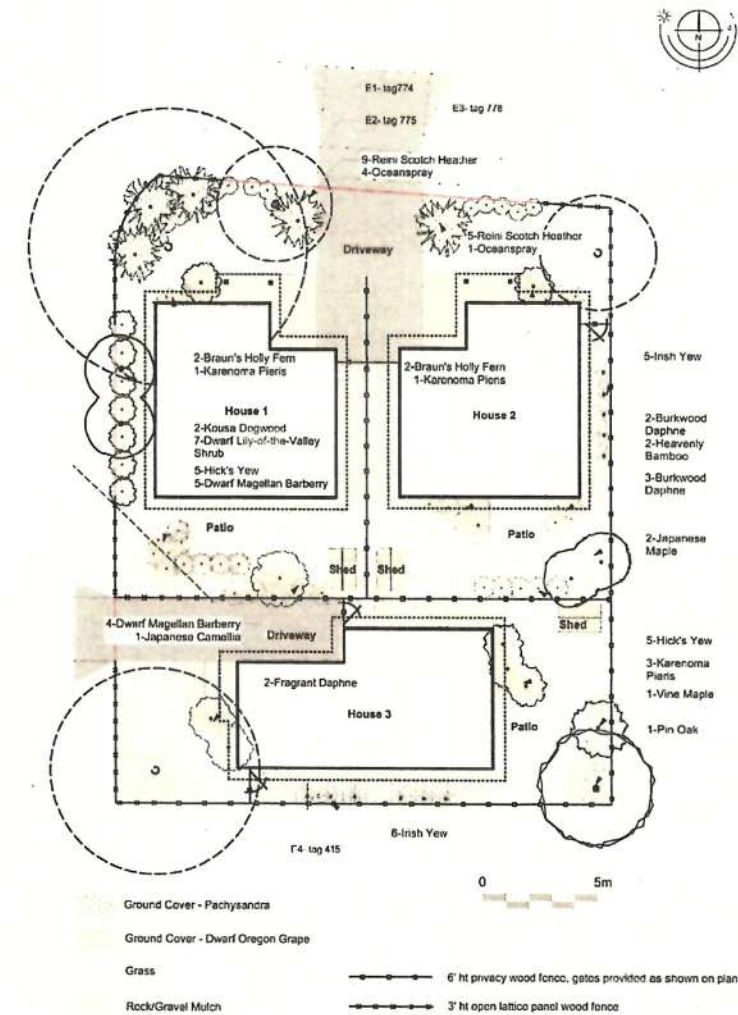 N
E1- tag774
E2- tag 775
E3- tag 778
9-Reini Scotch Heather
4-Oceanspray
Driveway
5-Reini Scotch Heather
1-Oceanspray
2-Braun's Holly Fern
1-Karenoma Pieris
House 1
2-Kousa Dogwood
7-Dwarf Lily-of-the-Valley
Shrub
5-Hick's Yew
5-Dwarf Magellan Barberry
2-Braun's Holly Fern
1-Karenoma Pieris
House 2
5-Irish Yew
2-Burkwood
Daphne
2-Heavenly
Bamboo
3-Burkwood
Daphne
Patio
Patio
2-Japanese
Maple
Shed
Shed
4-Dwarf Magellan Barberry
1-Japanese Camellia
Driveway
Shed
5-Hick's Yew
3-Karenoma
Pieris
1-Vine Maple
2-Fragrant Daphne
House 3
Patio
1-Pin Oak
6-Irish Yew
E4- tag 415
0 5m
Ground Cover - Pachysandra
Ground Cover - Dwarf Oregon Grape
Grass
6' ht privacy wood fence, gates provided as shown on plan
Rock/Gravel Mulch
3' ht open lattice panel wood fence